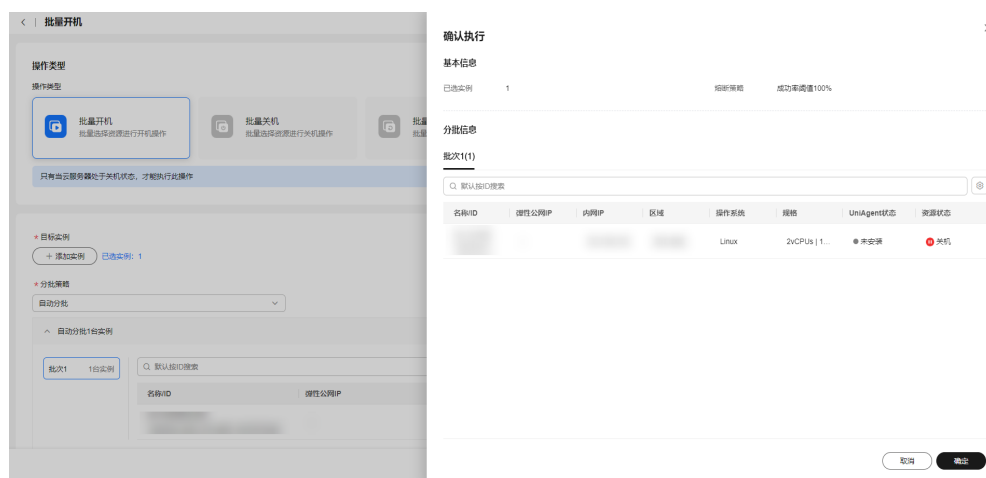 批量开机
操作类型
操作类型
批量开机
批量选择资源进行开机操作
批量关机
批量选择资源进行关机操作
批量
批量
只有当云服务器处于关机状态，才能执行此操作
* 目标实例
+ 添加实例
已选实例：1
* 分批策略
自动分批
自动分批1台实例
批次1 1台实例
默认按ID搜索
名称/ID 弹性公网IP
确认执行
基本信息
已选实例 1 熔断策略 成功率阈值100%
分批信息
批次1(1)
默认按ID搜索
名称/ID 弹性公网IP 内网IP 区域 操作系统 规格 UniAgent状态 资源状态
Linux 2vCPUs | 1... 未安装 关机
取消 确定